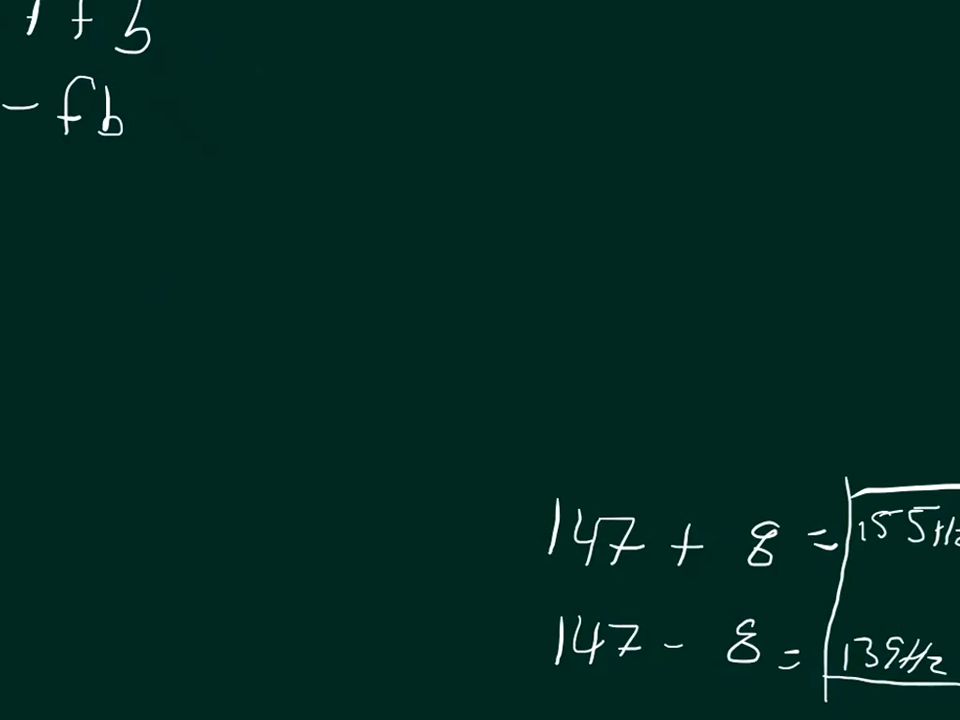 - fb
147 + 8 = 155Hz
147 - 8 = 139Hz